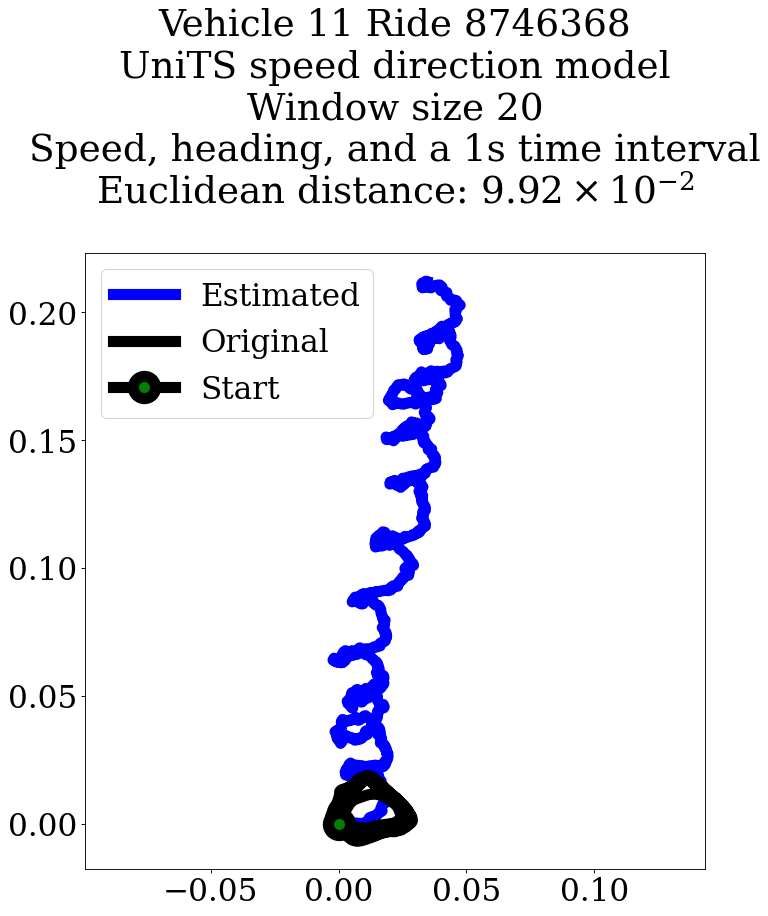 Vehicle 11 Ride 8746368
UniTS speed direction model
Window size 20
Speed, heading, and a 1s time interval
Euclidean distance: 9.92 × 10⁻²
Estimated
Original
Start
0.20
0.15
0.10
0.05
0.00
−0.05 0.00 0.05 0.10